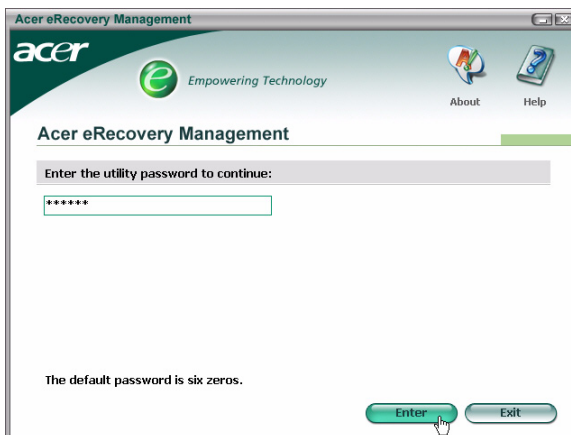 Acer eRecovery Management
acer
e Empowering Technology
About
Help
Acer eRecovery Management
Enter the utility password to continue:
******
The default password is six zeros.
Enter
Exit